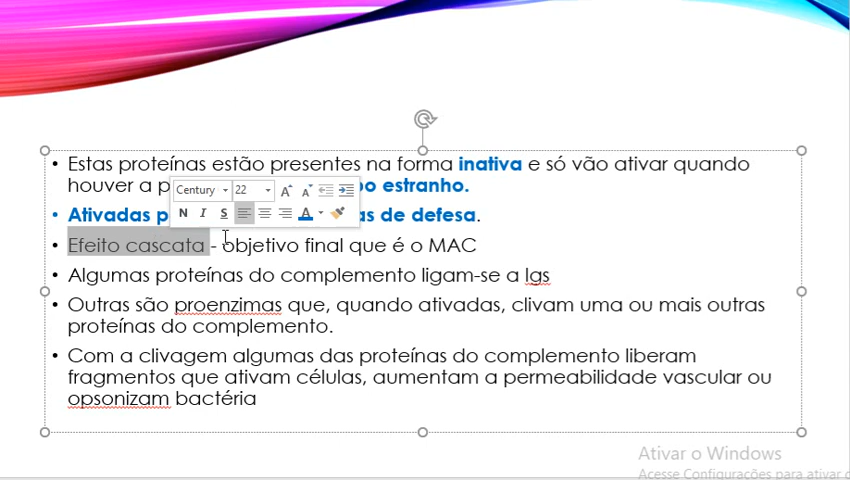 • Estas proteínas estão presentes na forma inativa e só vão ativar quando
houver a p po estranho.
Century 22
• Ativadas p as de defesa.
N I S A
• Efeito cascata - objetivo final que é o MAC
• Algumas proteínas do complemento ligam-se a Igs
• Outras são proenzimas que, quando ativadas, clivam uma ou mais outras
proteínas do complemento.
• Com a clivagem algumas das proteínas do complemento liberam
fragmentos que ativam células, aumentam a permeabilidade vascular ou
opsonizam bactéria
Ativar o Windows
Acesse Configurações para ativar o